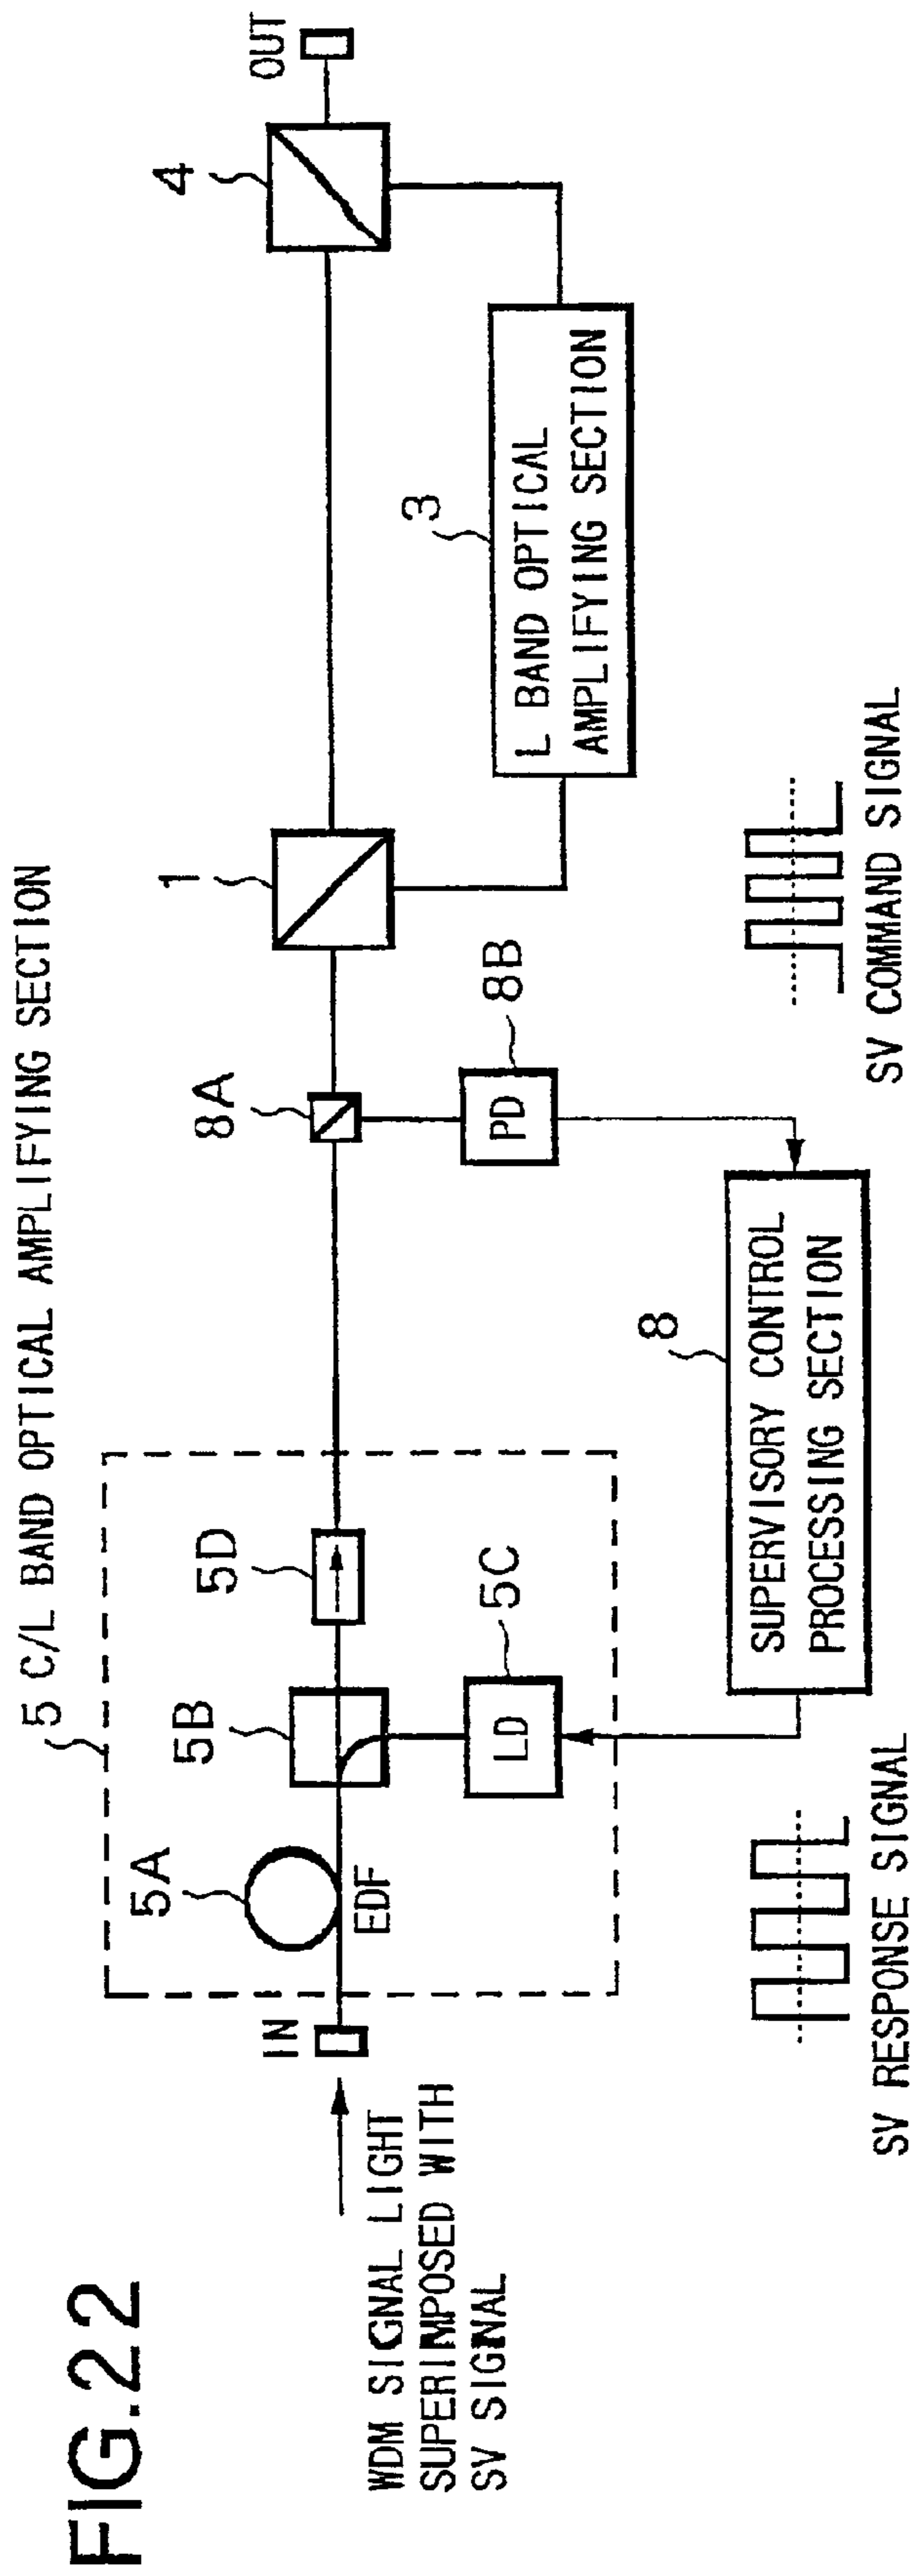 FIG.22
5 C/L BAND OPTICAL AMPLIFYING SECTION
WDM SIGNAL LIGHT
SUPERIMPOSED WITH
SV SIGNAL
IN
5A
EDF
5B
5D
5C
LD
8A
8B
PD
1
4
OUT
3
L BAND OPTICAL
AMPLIFYING SECTION
8
SUPERVISORY CONTROL
PROCESSING SECTION
SV RESPONSE SIGNAL
SV COMMAND SIGNAL